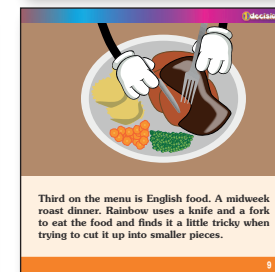 1decision
Third on the menu is English food. A midweek
roast dinner. Rainbow uses a knife and a fork
to eat the food and finds it a little tricky when
trying to cut it up into smaller pieces.
9